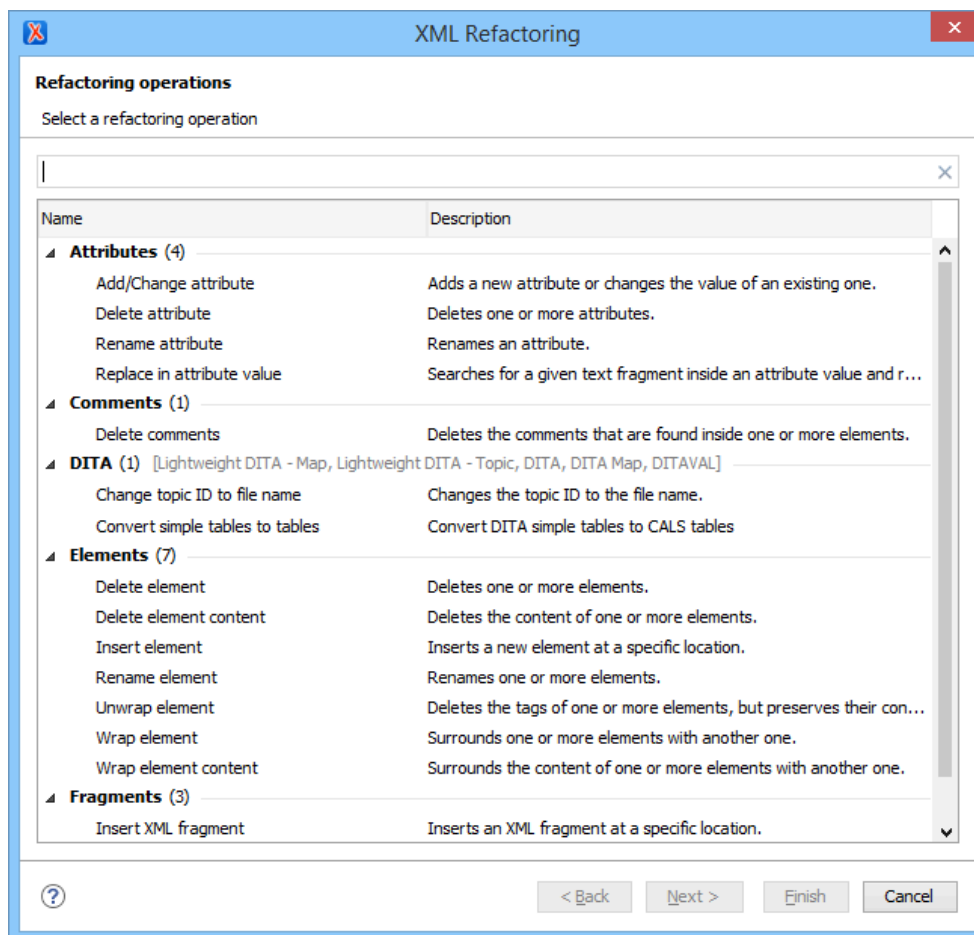 XML Refactoring
Refactoring operations
Select a refactoring operation
Name Description
Attributes (4)
Add/Change attribute Adds a new attribute or changes the value of an existing one.
Delete attribute Deletes one or more attributes.
Rename attribute Renames an attribute.
Replace in attribute value Searches for a given text fragment inside an attribute value and r...
Comments (1)
Delete comments Deletes the comments that are found inside one or more elements.
DITA (1) [Lightweight DITA - Map, Lightweight DITA - Topic, DITA, DITA Map, DITAVAL]
Change topic ID to file name Changes the topic ID to the file name.
Convert simple tables to tables Convert DITA simple tables to CALS tables
Elements (7)
Delete element Deletes one or more elements.
Delete element content Deletes the content of one or more elements.
Insert element Inserts a new element at a specific location.
Rename element Renames one or more elements.
Unwrap element Deletes the tags of one or more elements, but preserves their con...
Wrap element Surrounds one or more elements with another one.
Wrap element content Surrounds the content of one or more elements with another one.
Fragments (3)
Insert XML fragment Inserts an XML fragment at a specific location.
? < Back Next > Finish Cancel